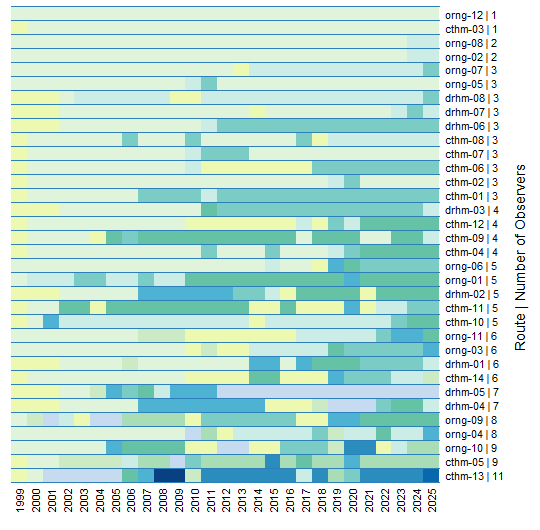 orng-12 | 1
cthm-03 | 1
orng-08 | 2
orng-02 | 2
orng-07 | 3
orng-05 | 3
drhm-08 | 3
drhm-07 | 3
drhm-06 | 3
cthm-08 | 3
cthm-07 | 3
cthm-06 | 3
cthm-02 | 3
cthm-01 | 3
drhm-03 | 4
cthm-12 | 4
cthm-09 | 4
cthm-04 | 4
orng-06 | 5
orng-01 | 5
drhm-02 | 5
cthm-11 | 5
cthm-10 | 5
orng-11 | 6
orng-03 | 6
drhm-01 | 6
cthm-14 | 6
drhm-05 | 7
drhm-04 | 7
orng-09 | 8
orng-04 | 8
orng-10 | 9
cthm-05 | 9
cthm-13 | 11
Route | Number of Observers
1999 2000 2001 2002 2003 2004 2005 2006 2007 2008 2009 2010 2011 2012 2013 2014 2015 2016 2017 2018 2019 2020 2021 2022 2023 2024 2025